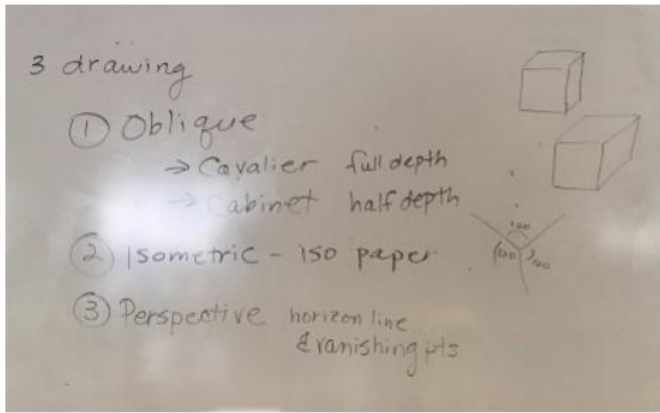 3 drawing
① Oblique
→ Cavalier full depth
→ Cabinet half depth
② Isometric - iso paper
③ Perspective horizon line
& vanishing pts
120
120
120